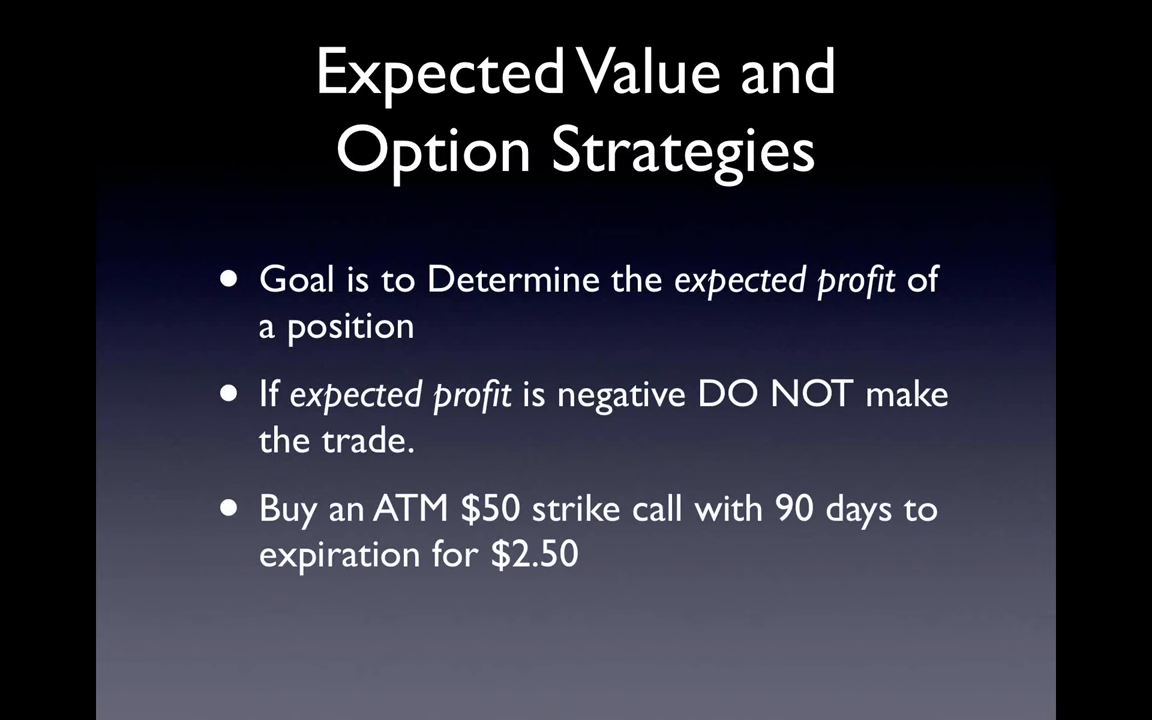 Expected Value and
Option Strategies
• Goal is to Determine the expected profit of
a position
• If expected profit is negative DO NOT make
the trade.
• Buy an ATM $50 strike call with 90 days to
expiration for $2.50